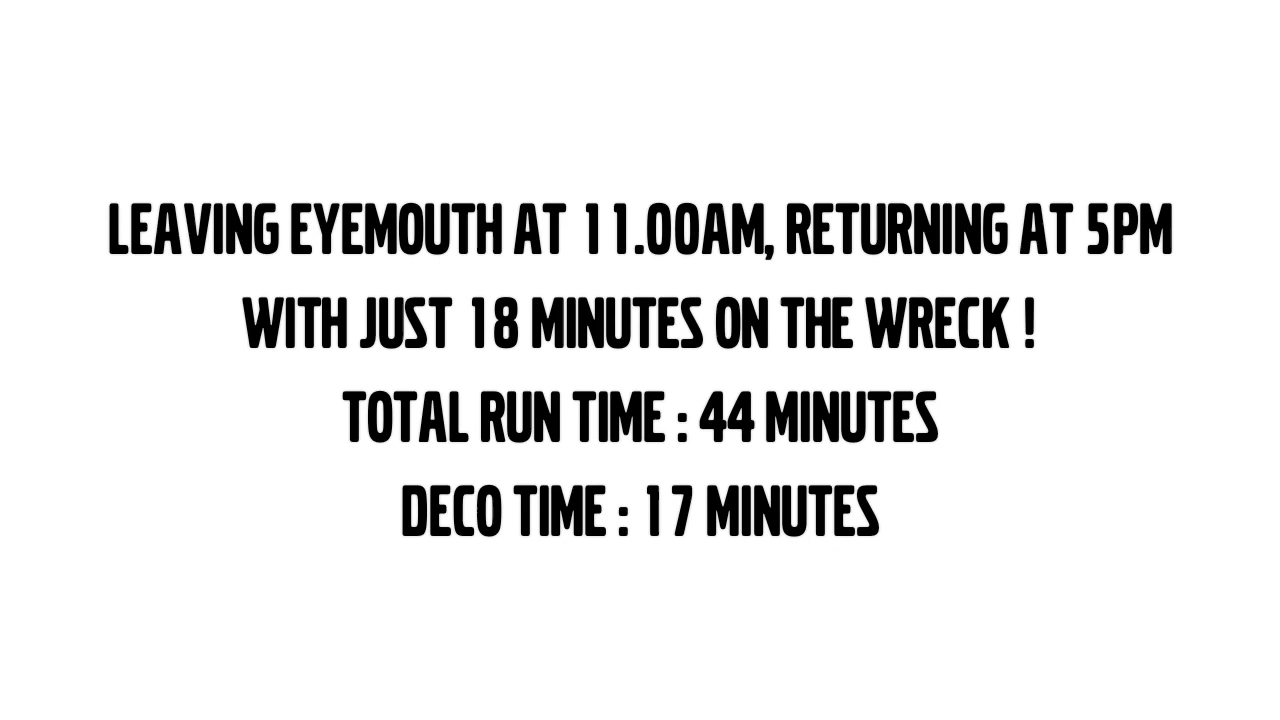 LEAVING EYEMOUTH AT 11.00AM, RETURNING AT 5PM
WITH JUST 18 MINUTES ON THE WRECK !
TOTAL RUN TIME : 44 MINUTES
DECO TIME : 17 MINUTES